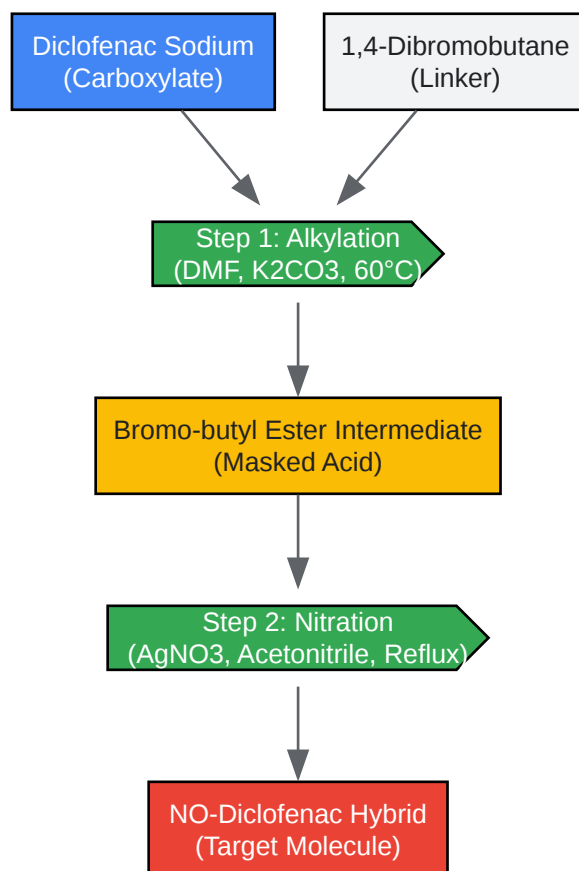 Diclofenac Sodium
(Carboxylate)
1,4-Dibromobutane
(Linker)
Step 1: Alkylation
(DMF, K2CO3, 60°C)
Bromo-butyl Ester Intermediate
(Masked Acid)
Step 2: Nitration
(AgNO3, Acetonitrile, Reflux)
NO-Diclofenac Hybrid
(Target Molecule)